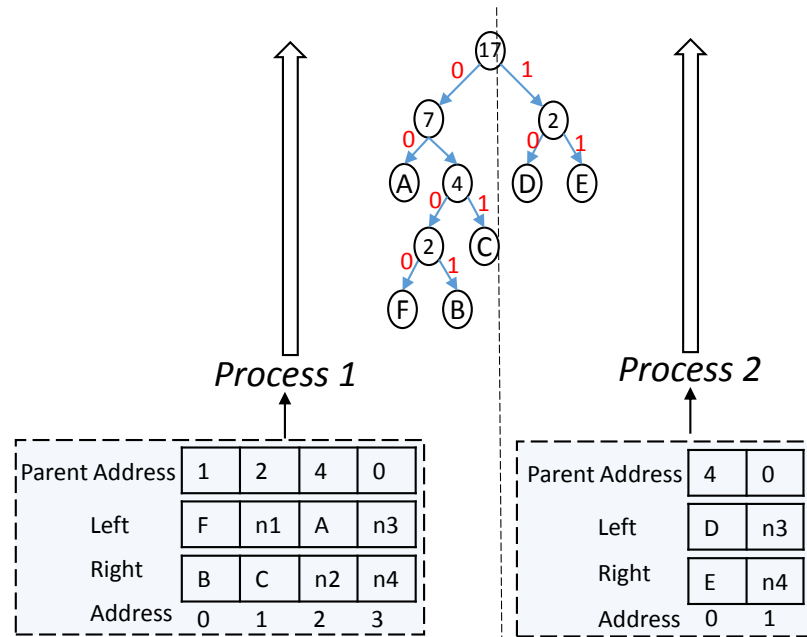 17
0 1
7 2
0 0 1
A 4 D E
0 1
2 C
0 1
F B
Process 1
Process 2
Parent Address 1 2 4 0
Left F n1 A n3
Right B C n2 n4
Address 0 1 2 3
Parent Address 4 0
Left D n3
Right E n4
Address 0 1